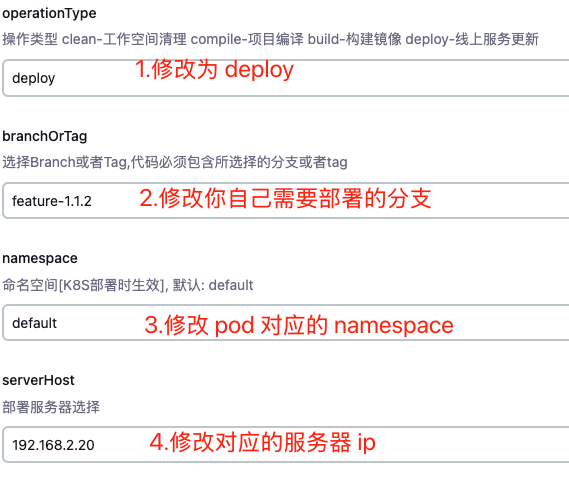 operationType
操作类型 clean-工作空间清理 compile-项目编译 build-构建镜像 deploy-线上服务更新
deploy 1.修改为 deploy
branchOrTag
选择Branch或者Tag,代码必须包含所选择的分支或者tag
feature-1.1.2 2.修改你自己需要部署的分支
namespace
命名空间[K8S部署时生效], 默认: default
default 3.修改 pod 对应的 namespace
serverHost
部署服务器选择
192.168.2.20 4.修改对应的服务器 ip